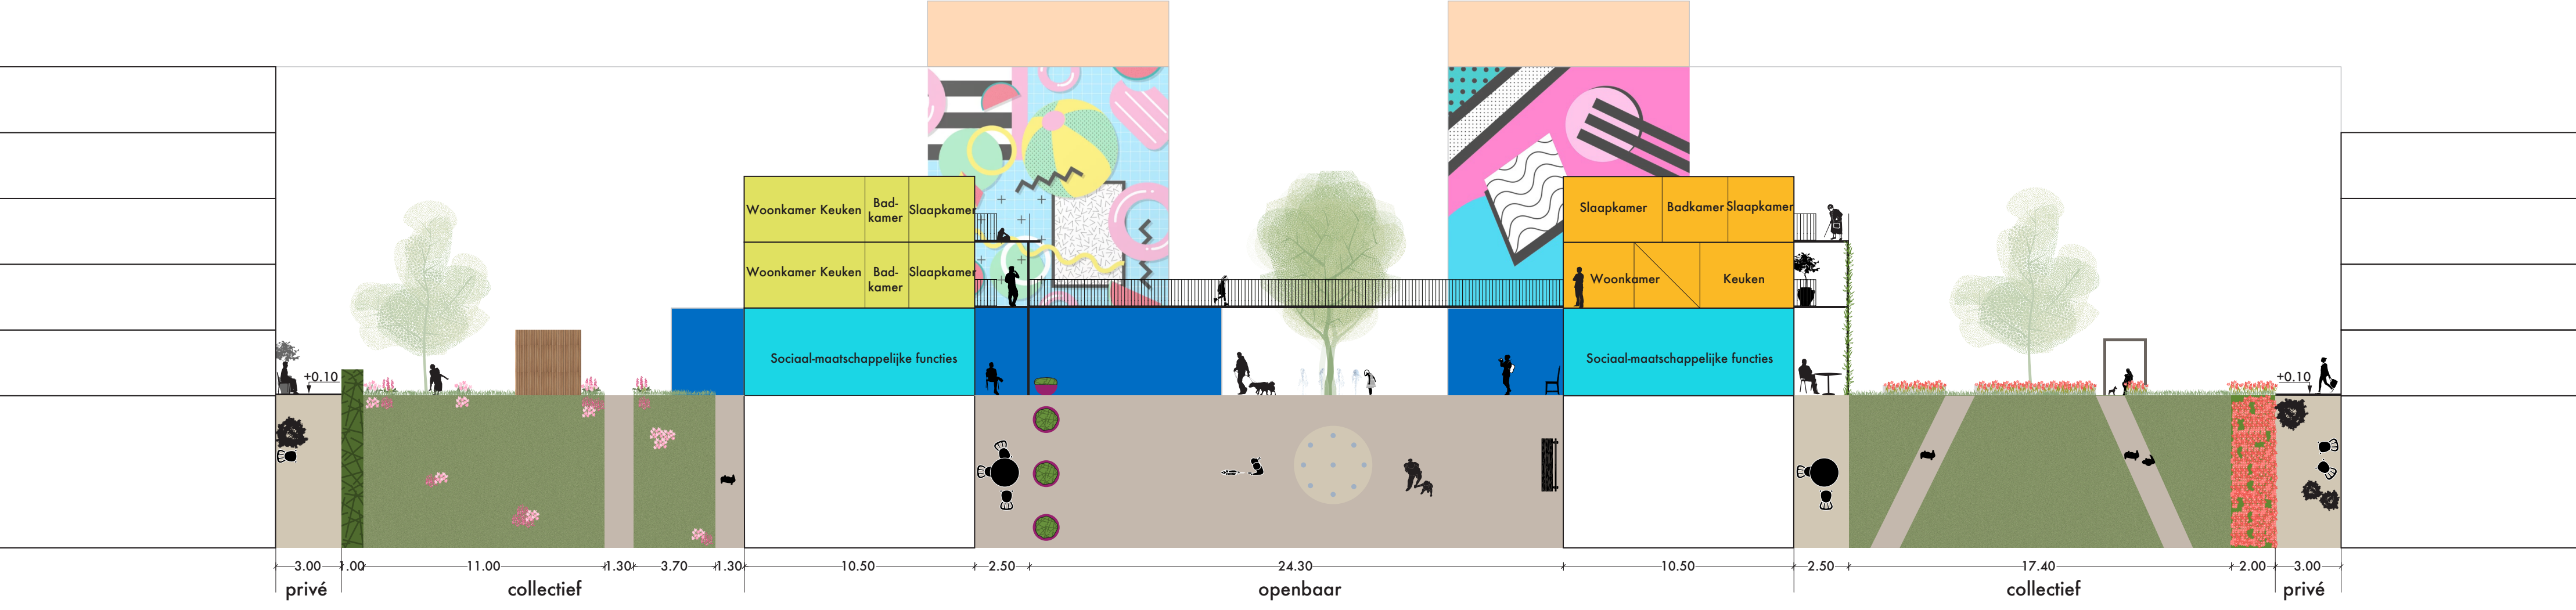 Woonkamer Keuken
Bad-
kamer
Slaapkamer
Slaapkamer
Badkamer
Slaapkamer
Woonkamer Keuken
Bad-
kamer
Slaapkamer
Woonkamer
Keuken
Sociaal-maatschappelijke functies
Sociaal-maatschappelijke functies
+0.10
+0.10
3.00
1.00
11.00
1.30
3.70
1.30
10.50
2.50
24.30
10.50
2.50
17.40
2.00
3.00
privé
collectief
openbaar
collectief
privé